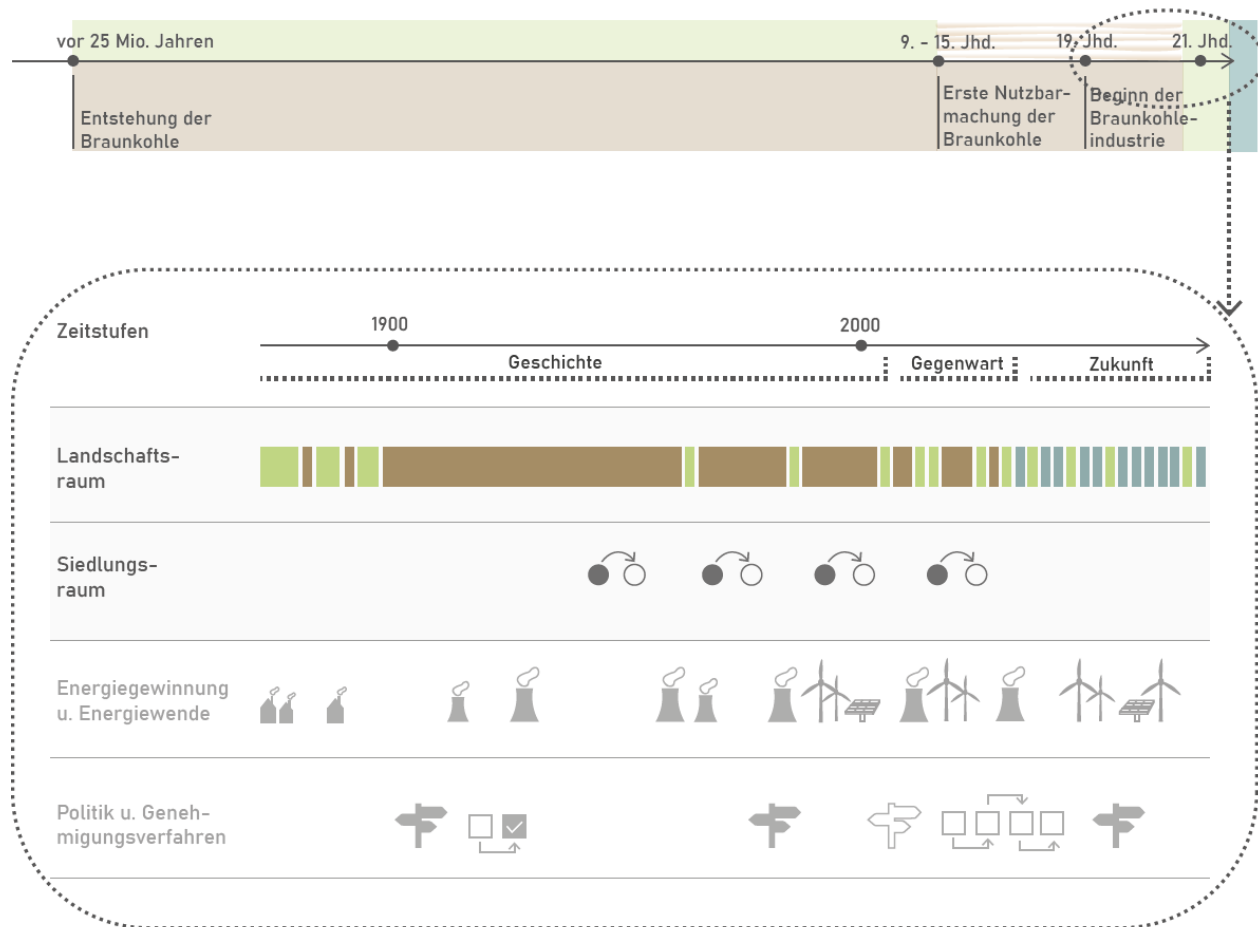 vor 25 Mio. Jahren
9. - 15. Jhd.
19. Jhd.
21. Jhd.
Entstehung der
Braunkohle
Erste Nutzbar-
machung der
Braunkohle
Beginn der
Braunkohle-
industrie
Zeitstufen
1900
2000
Geschichte
Gegenwart
Zukunft
Landschafts-
raum
Siedlungs-
raum
Energiegewinnung
u. Energiewende
Politik u. Geneh-
migungsverfahren